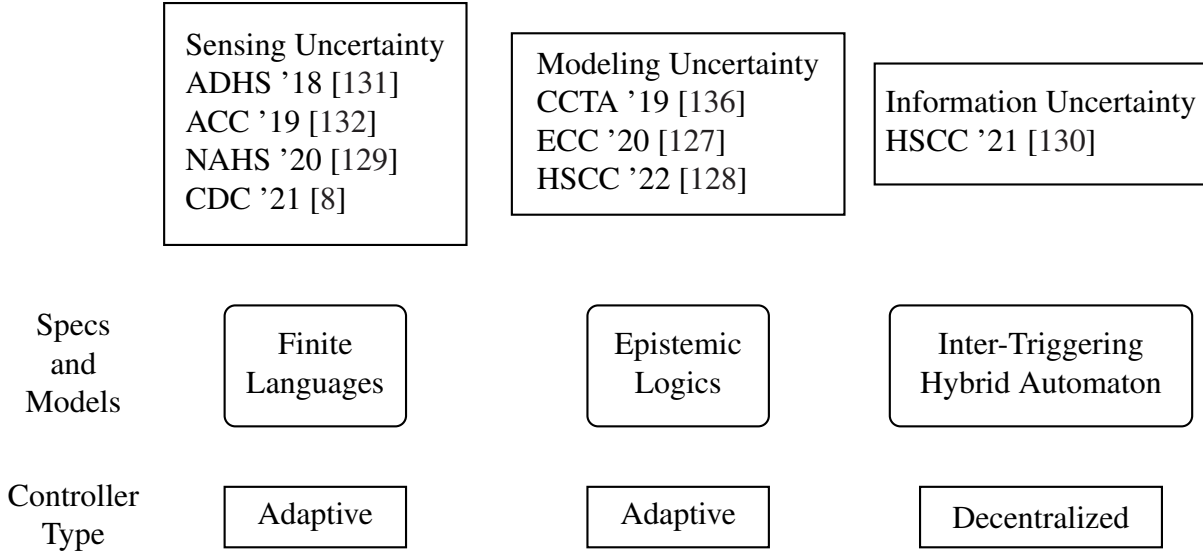 Sensing Uncertainty
ADHS ’18 [131]
ACC ’19 [132]
NAHS ’20 [129]
CDC ’21 [8]
Modeling Uncertainty
CCTA ’19 [136]
ECC ’20 [127]
HSCC ’22 [128]
Information Uncertainty
HSCC ’21 [130]
Specs
and
Models
Finite
Languages
Epistemic
Logics
Inter-Triggering
Hybrid Automaton
Controller
Type
Adaptive
Adaptive
Decentralized